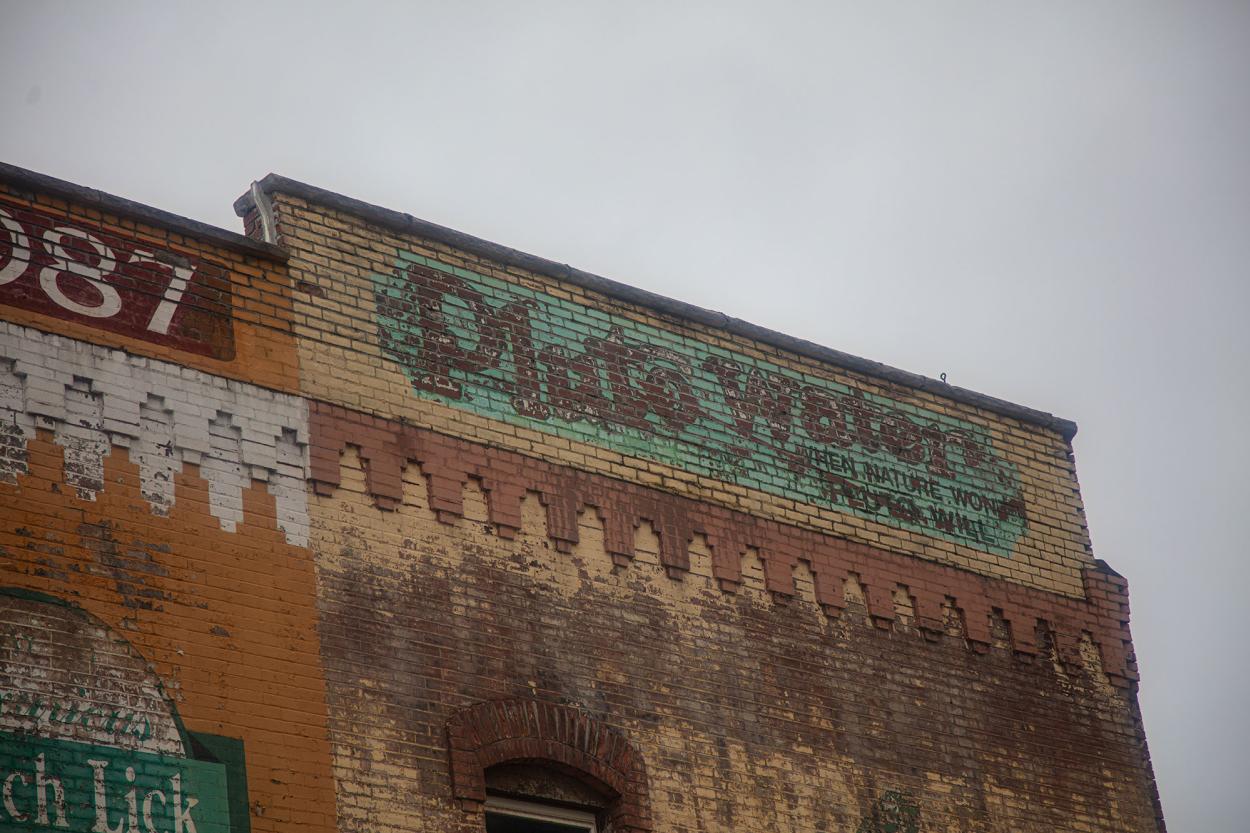 087
Pluto Water
WHEN NATURE WON'T
PLUTO WILL
ch Lick